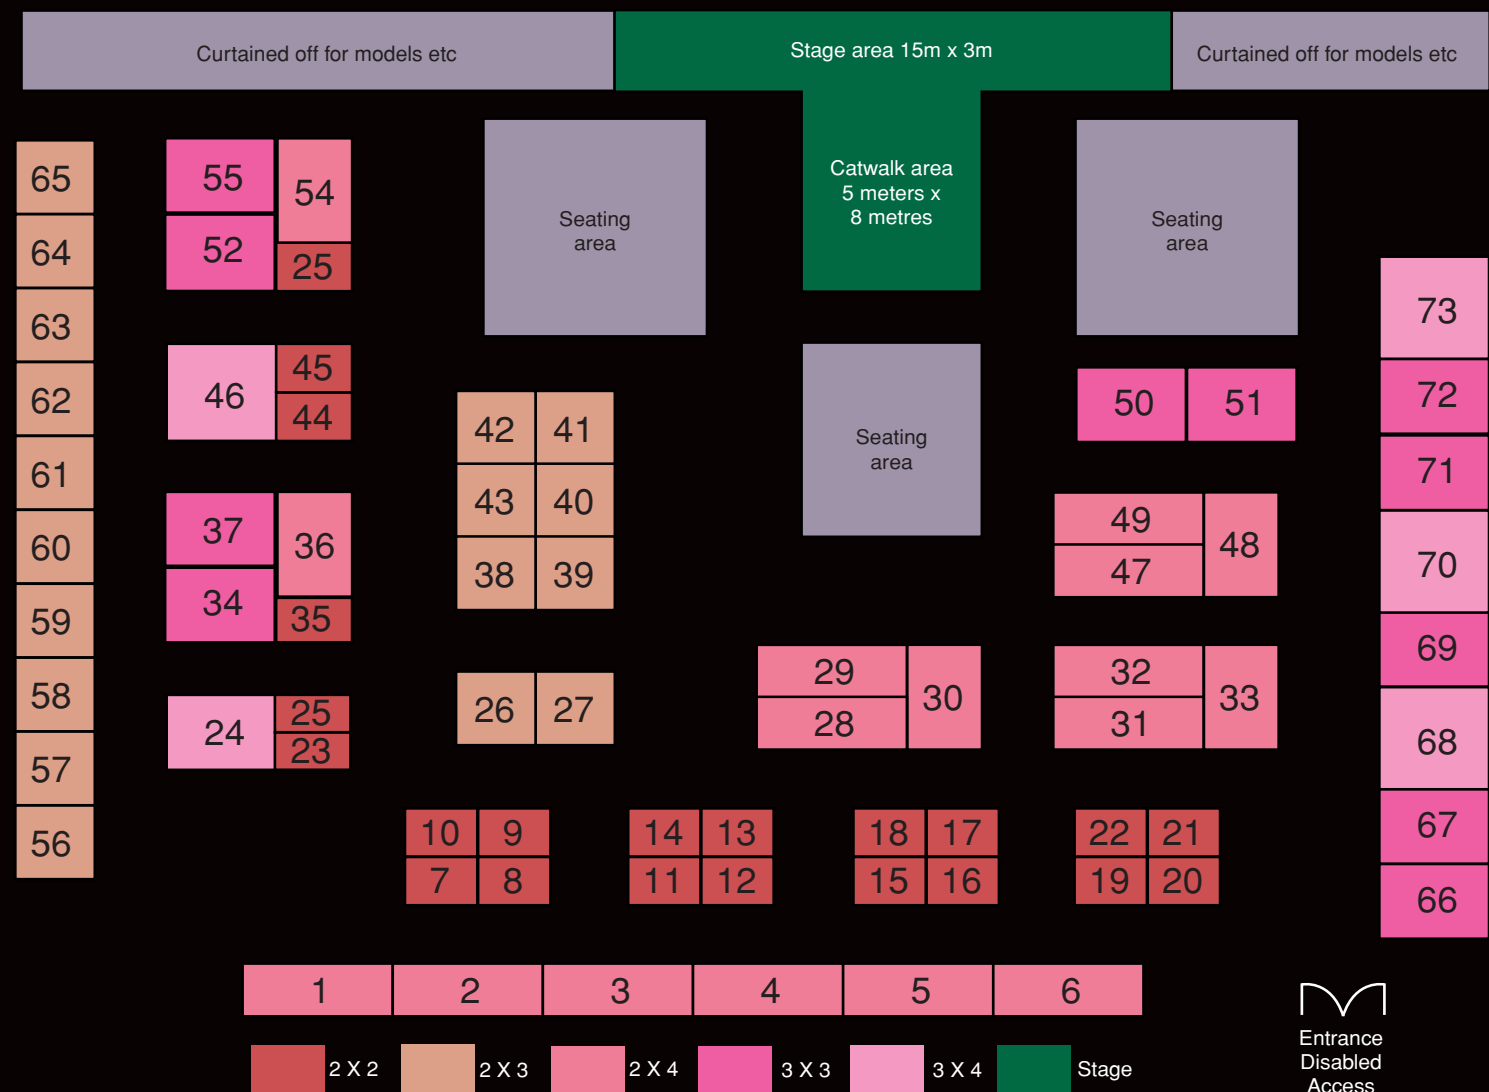 Curtained off for models etc
Stage area 15m x 3m
Curtained off for models etc
Catwalk area
5 meters x
8 metres
Seating
area
Seating
area
Seating
area
65
64
63
62
61
60
59
58
57
56
55
54
52
25
46
45
44
37
36
34
35
24
25
23
42 41
43 40
38 39
26 27
50 51
49
48
47
29
30
28
32
33
31
73
72
71
70
69
68
67
66
10 9
7 8
14 13
11 12
18 17
15 16
22 21
19 20
1 2 3 4 5 6
2 X 2
2 X 3
2 X 4
3 X 3
3 X 4
Stage
Entrance
Disabled
Access